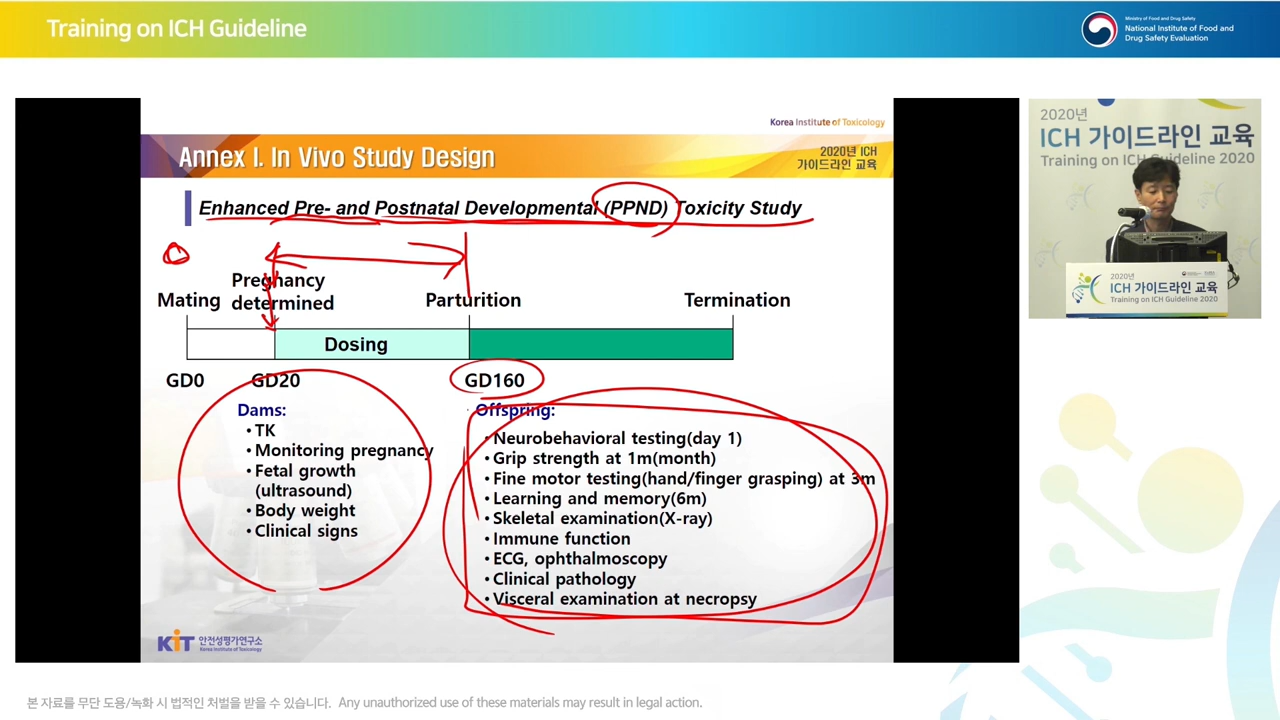 Training on ICH Guideline
Ministry of Food and Drug Safety
National Institute of Food and
Drug Safety Evaluation
Korea Institute of Toxicology
Annex I. In Vivo Study Design
2020년 ICH
가이드라인 교육
Enhanced Pre- and Postnatal Developmental (PPND) Toxicity Study
Mating
Pregnancy
determined
Parturition
Termination
Dosing
GD0
GD20
GD160
Dams:
• TK
• Monitoring pregnancy
• Fetal growth
(ultrasound)
• Body weight
• Clinical signs
Offspring:
• Neurobehavioral testing(day 1)
• Grip strength at 1m(month)
• Fine motor testing(hand/finger grasping) at 3m
• Learning and memory(6m)
• Skeletal examination(X-ray)
• Immune function
• ECG, ophthalmoscopy
• Clinical pathology
• Visceral examination at necropsy
KIT 안전성평가연구소
Korea Institute of Toxicology
2020년
ICH 가이드라인 교육
Training on ICH Guideline 2020
2020년
ICH 가이드라인 교육
Training on ICH Guideline 2020
본 자료를 무단 도용/녹화 시 법적인 처벌을 받을 수 있습니다. Any unauthorized use of these materials may result in legal action.